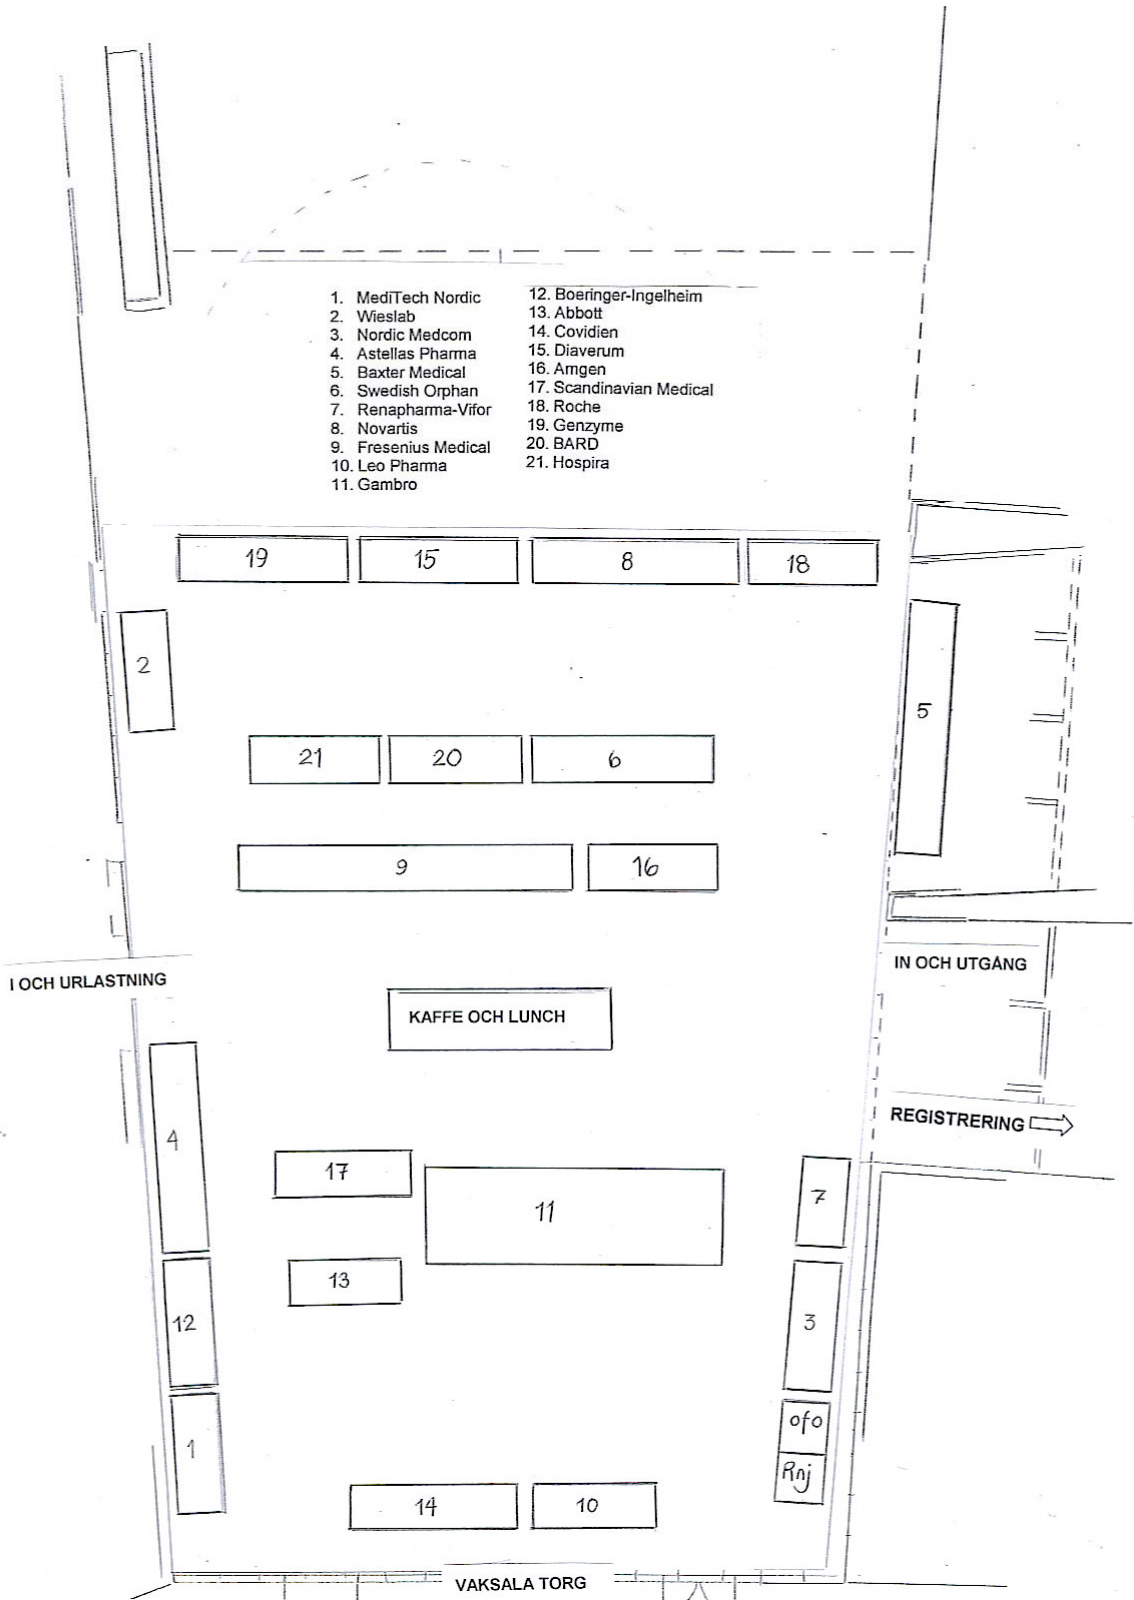 1. MediTech Nordic
2. Wieslab
3. Nordic Medcom
4. Astellas Pharma
5. Baxter Medical
6. Swedish Orphan
7. Renapharma-Vifor
8. Novartis
9. Fresenius Medical
10. Leo Pharma
11. Gambro
12. Boeringer-Ingelheim
13. Abbott
14. Covidien
15. Diaverum
16. Amgen
17. Scandinavian Medical
18. Roche
19. Genzyme
20. BARD
21. Hospira
19
15
8
18
2
5
21
20
6
9
16
I OCH URLASTNING
IN OCH UTGÅNG
KAFFE OCH LUNCH
REGISTRERING
4
17
11
7
13
12
3
1
ofo
Rnj
14
10
VAKSALA TORG